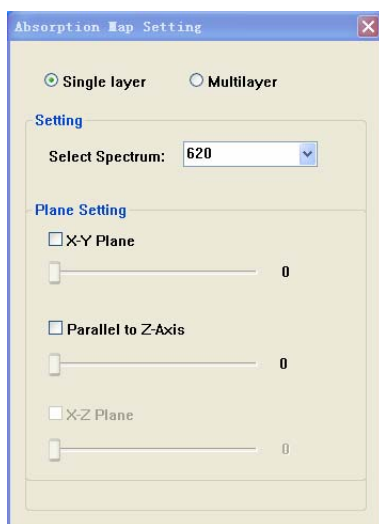 Absorption Map Setting
Single layer Multilayer
Setting
Select Spectrum: 620
Plane Setting
X-Y Plane
0
Parallel to Z-Axis
0
X-Z Plane
0